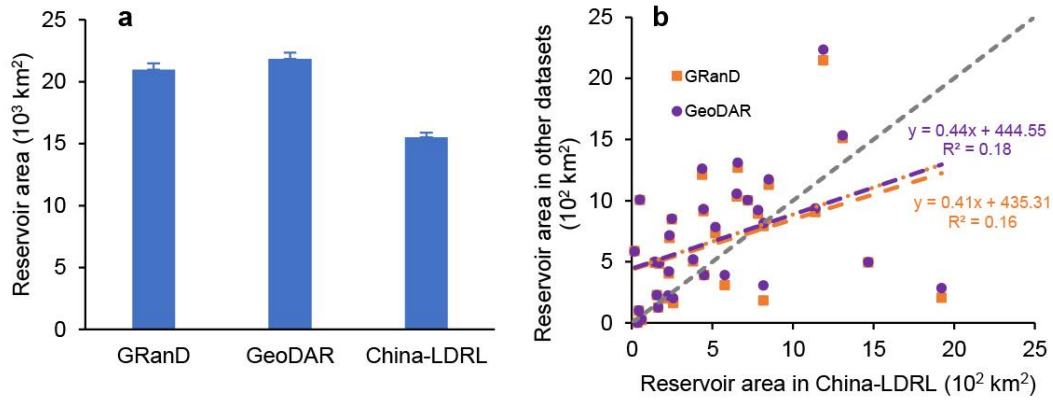 a
Reservoir area (10³ km²)
25
20
15
10
5
0
GRanD
GeoDAR
China-LDRL
b
Reservoir area in other datasets
(10² km²)
25
20
15
10
5
0
GRanD
GeoDAR
y = 0.44x + 444.55
R² = 0.18
y = 0.41x + 435.31
R² = 0.16
0 5 10 15 20 25
Reservoir area in China-LDRL (10² km²)